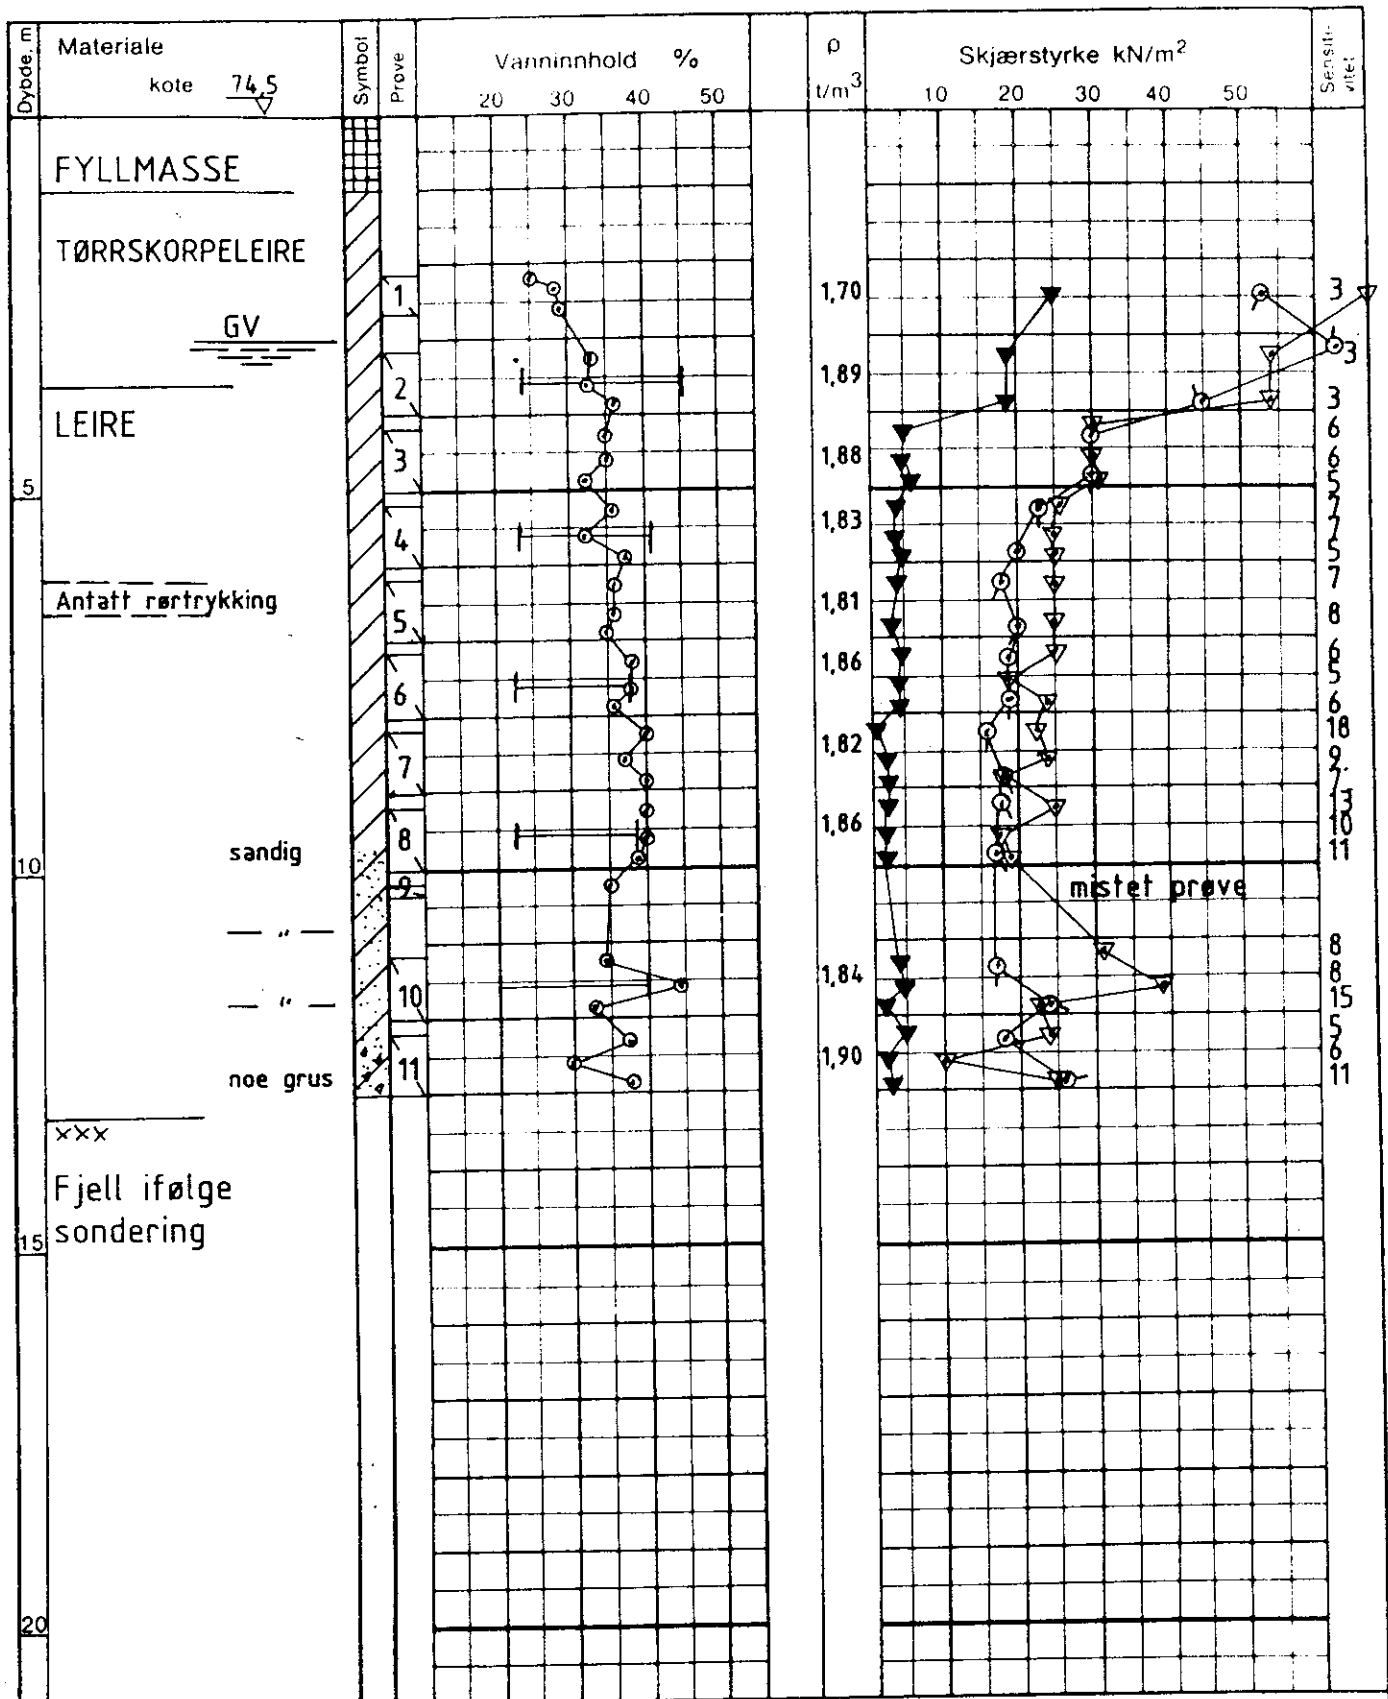 Dybde, m
Materiale
kote 74,5
Symbol
Prøve
Vanninnhold %
20 30 40 50
ρ
t/m³
Skjærstyrke kN/m²
10 20 30 40 50
Sensiti-
vitet
FYLLMASSE
TØRRSKORPELEIRE
1
1,70
3
GV
3
2
1,89
3
LEIRE
6
3
1,88
6
5
5
7
4
1,83
7
5
7
Antatt rørtrykking
5
1,81
8
6
1,86
5
6
6
18
7
1,82
9
7
13
8
1,86
10
sandig
11
10
9
mistet prøve
— " —
8
1,84
8
10
— " —
15
5
1,90
6
noe grus
11
11
xxx
Fjell ifølge
sondering
15
20